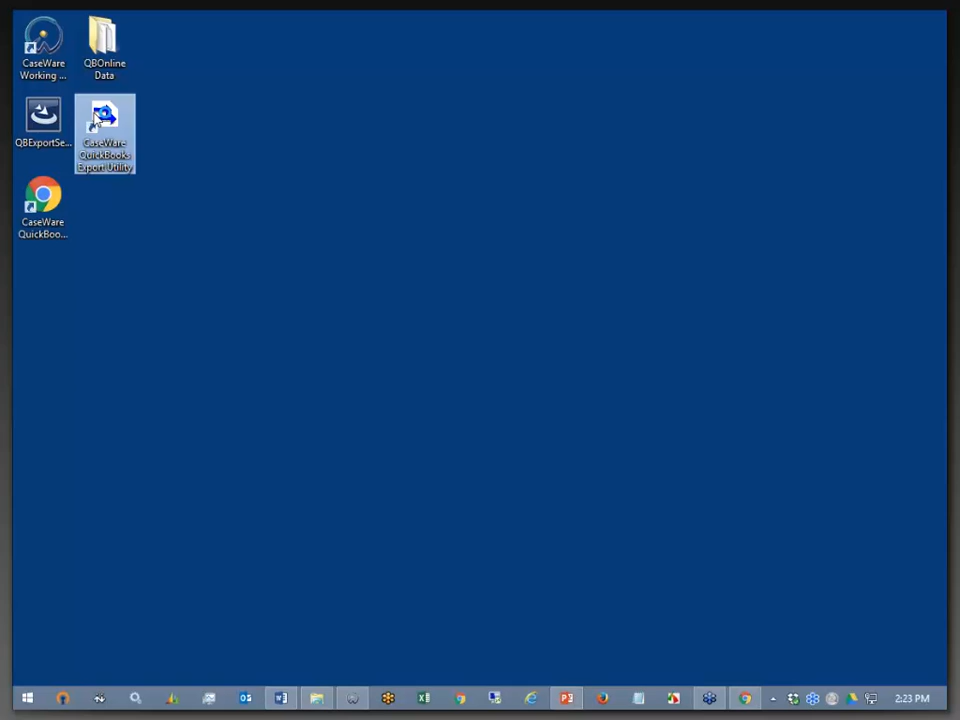 CaseWare
Working ...
QBOnline
Data
QBExportSe...
CaseWare
QuickBooks
Export Utility
CaseWare
QuickBoo...
2:23 PM